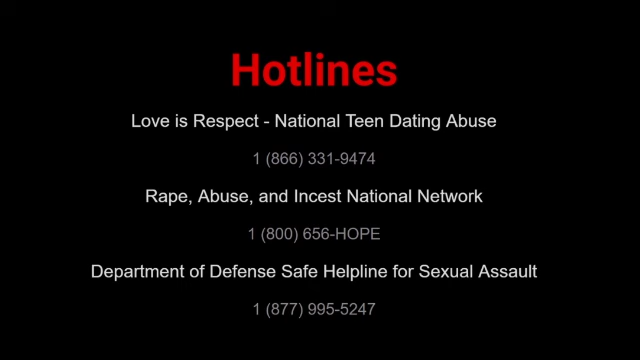 Hotlines
Love is Respect - National Teen Dating Abuse
1 (866) 331-9474
Rape, Abuse, and Incest National Network
1 (800) 656-HOPE
Department of Defense Safe Helpline for Sexual Assault
1 (877) 995-5247